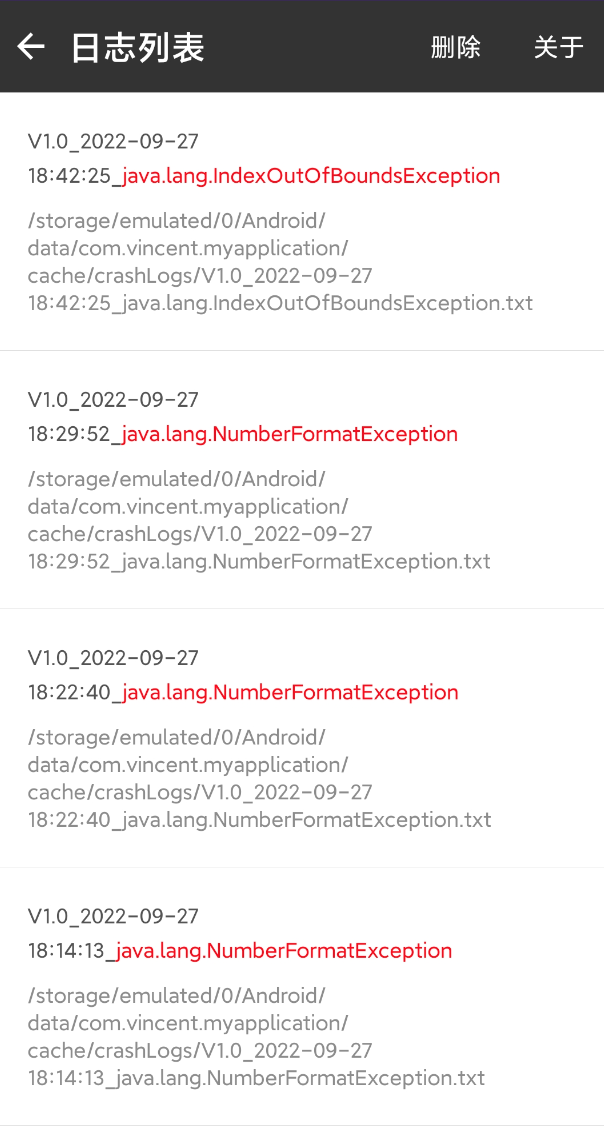 日志列表 删除 关于
V1.0_2022-09-27
18:42:25_java.lang.IndexOutOfBoundsException
/storage/emulated/0/Android/
data/com.vincent.myapplication/
cache/crashLogs/V1.0_2022-09-27
18:42:25_java.lang.IndexOutOfBoundsException.txt
V1.0_2022-09-27
18:29:52_java.lang.NumberFormatException
/storage/emulated/0/Android/
data/com.vincent.myapplication/
cache/crashLogs/V1.0_2022-09-27
18:29:52_java.lang.NumberFormatException.txt
V1.0_2022-09-27
18:22:40_java.lang.NumberFormatException
/storage/emulated/0/Android/
data/com.vincent.myapplication/
cache/crashLogs/V1.0_2022-09-27
18:22:40_java.lang.NumberFormatException.txt
V1.0_2022-09-27
18:14:13_java.lang.NumberFormatException
/storage/emulated/0/Android/
data/com.vincent.myapplication/
cache/crashLogs/V1.0_2022-09-27
18:14:13_java.lang.NumberFormatException.txt